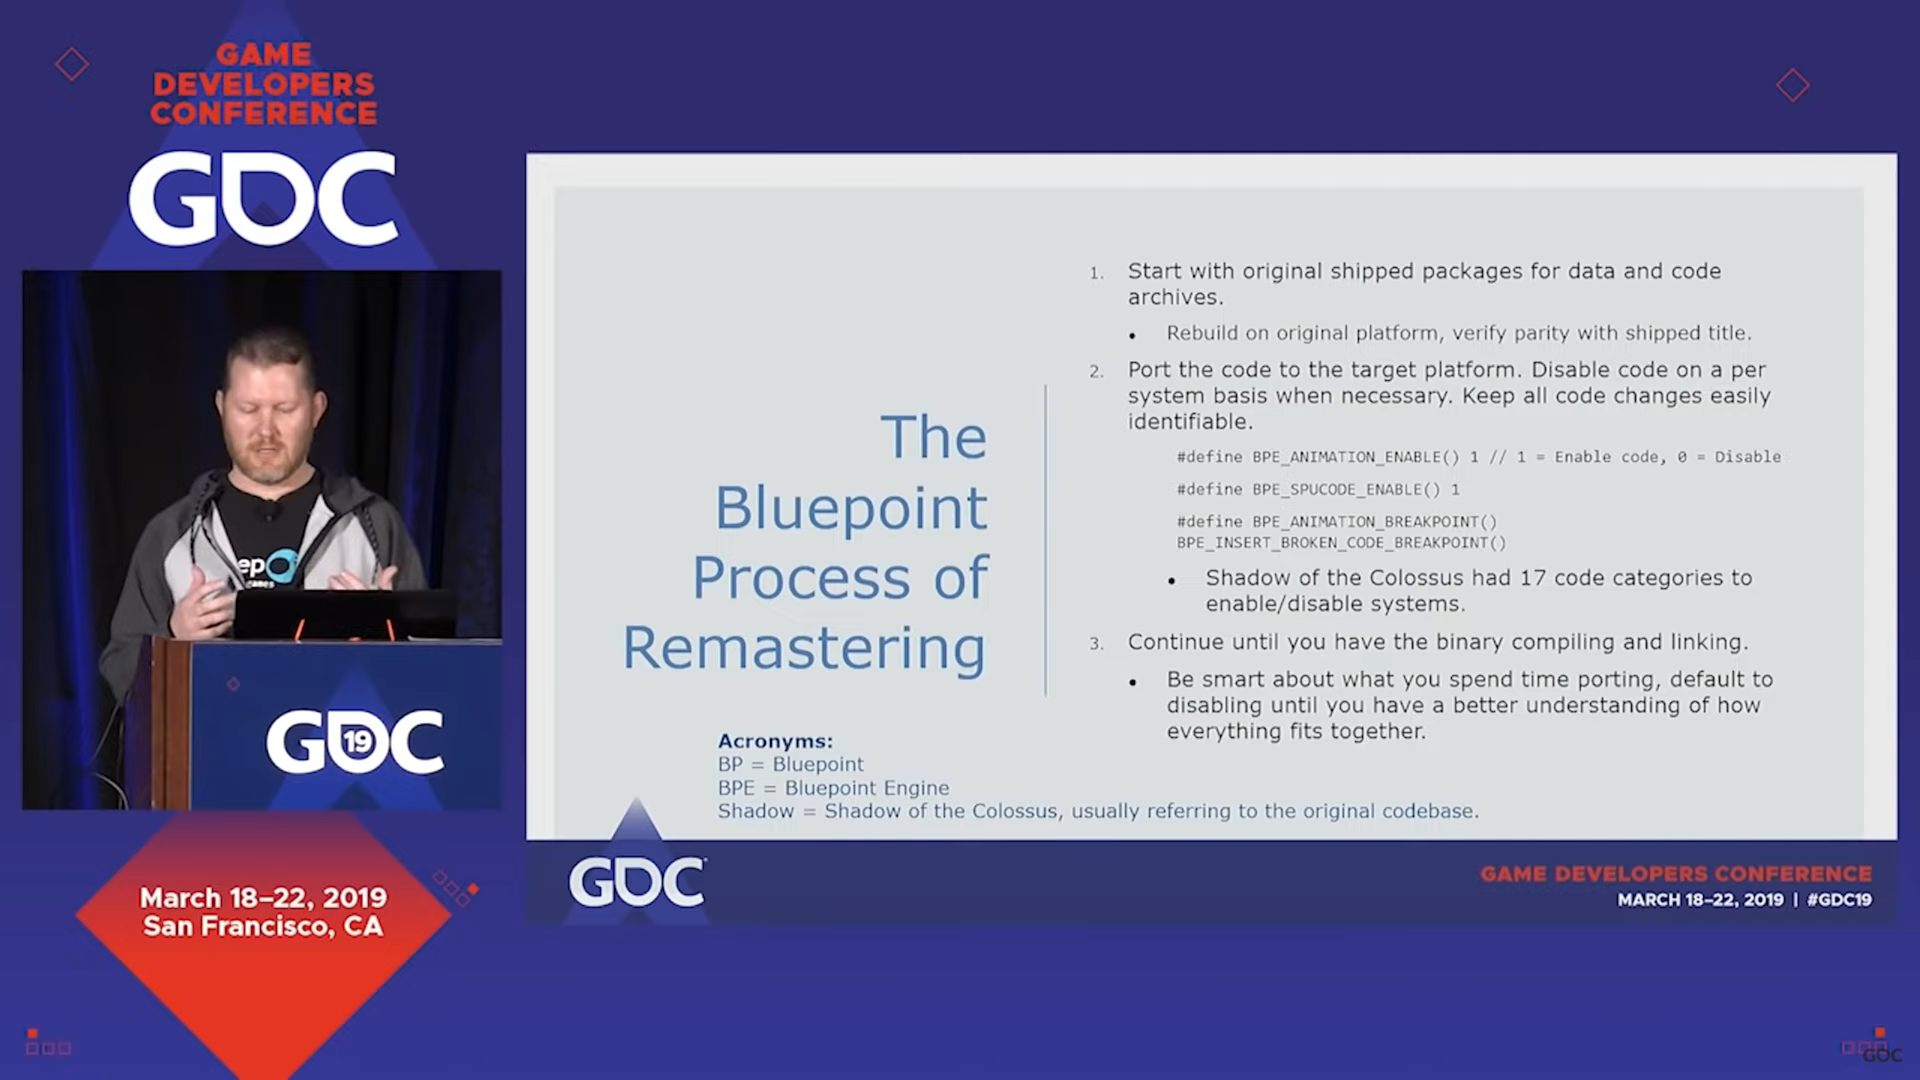 GAME
DEVELOPERS
CONFERENCE
GDC
GDC
19
March 18–22, 2019
San Francisco, CA
The
Bluepoint
Process of
Remastering
1. Start with original shipped packages for data and code
archives.
• Rebuild on original platform, verify parity with shipped title.
2. Port the code to the target platform. Disable code on a per
system basis when necessary. Keep all code changes easily
identifiable.
#define BPE_ANIMATION_ENABLE() 1 // 1 = Enable code, 0 = Disable
#define BPE_SPUCODE_ENABLE() 1
#define BPE_ANIMATION_BREAKPOINT()
BPE_INSERT_BROKEN_CODE_BREAKPOINT()
• Shadow of the Colossus had 17 code categories to
enable/disable systems.
3. Continue until you have the binary compiling and linking.
• Be smart about what you spend time porting, default to
disabling until you have a better understanding of how
everything fits together.
Acronyms:
BP = Bluepoint
BPE = Bluepoint Engine
Shadow = Shadow of the Colossus, usually referring to the original codebase.
GDC
GAME DEVELOPERS CONFERENCE
MARCH 18–22, 2019 | #GDC19
GDC